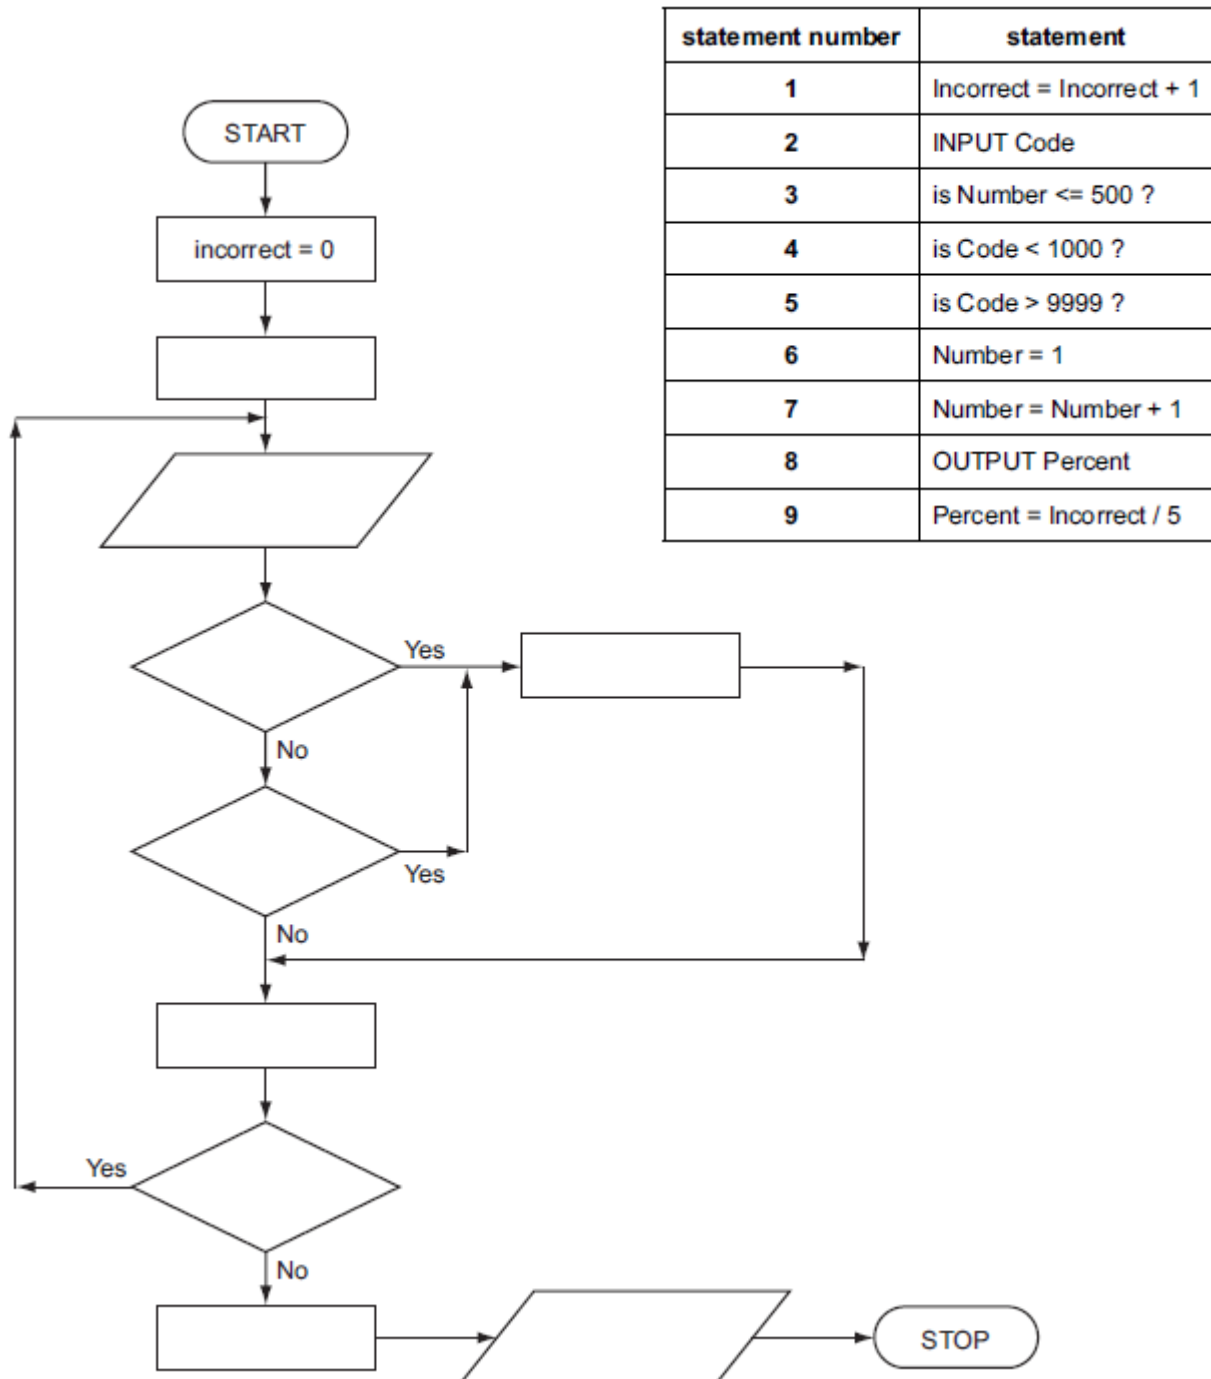 statement number statement
1 Incorrect = Incorrect + 1
2 INPUT Code
3 is Number <= 500 ?
4 is Code < 1000 ?
5 is Code > 9999 ?
6 Number = 1
7 Number = Number + 1
8 OUTPUT Percent
9 Percent = Incorrect / 5
START
incorrect = 0
Yes
No
Yes
No
Yes
No
STOP